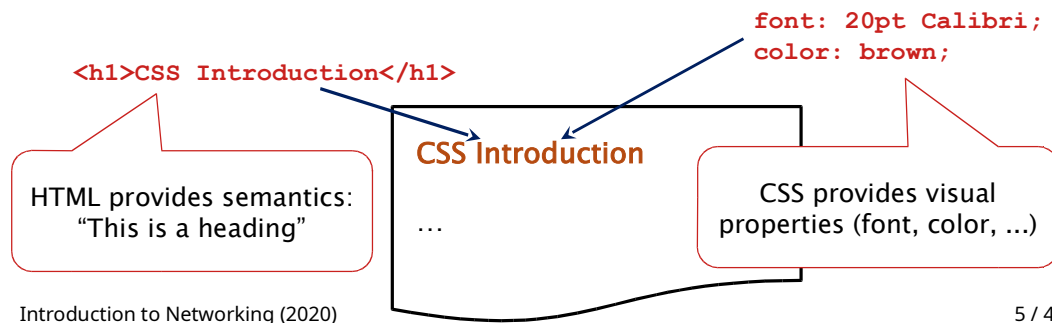 font: 20pt Calibri;
color: brown;
<h1>CSS Introduction</h1>
CSS Introduction
HTML provides semantics:
“This is a heading”
…
CSS provides visual
properties (font, color, ...)
Introduction to Networking (2020)
5 / 4